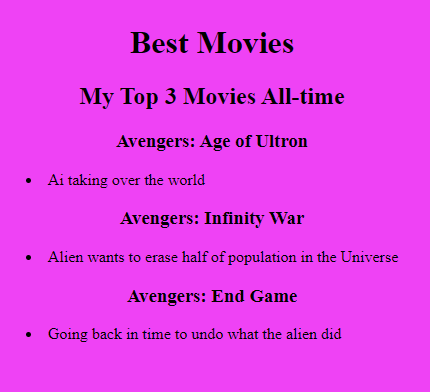 Best Movies
My Top 3 Movies All-time
Avengers: Age of Ultron
• Ai taking over the world
Avengers: Infinity War
• Alien wants to erase half of population in the Universe
Avengers: End Game
• Going back in time to undo what the alien did